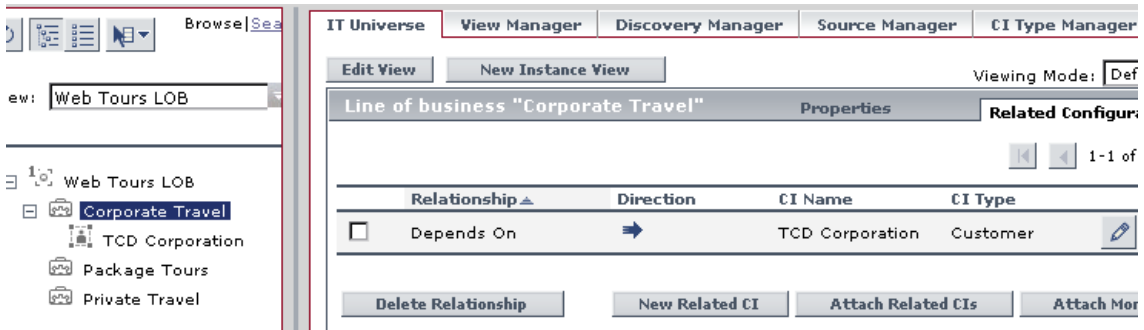 Browse|Sea
ew: Web Tours LOB
Web Tours LOB
Corporate Travel
TCD Corporation
Package Tours
Private Travel
IT Universe View Manager Discovery Manager Source Manager CI Type Manager
Edit View New Instance View Viewing Mode: Def
Line of business "Corporate Travel" Properties Related Configura
1-1 of
Relationship Direction CI Name CI Type
Depends On TCD Corporation Customer
Delete Relationship New Related CI Attach Related CIs Attach Mon